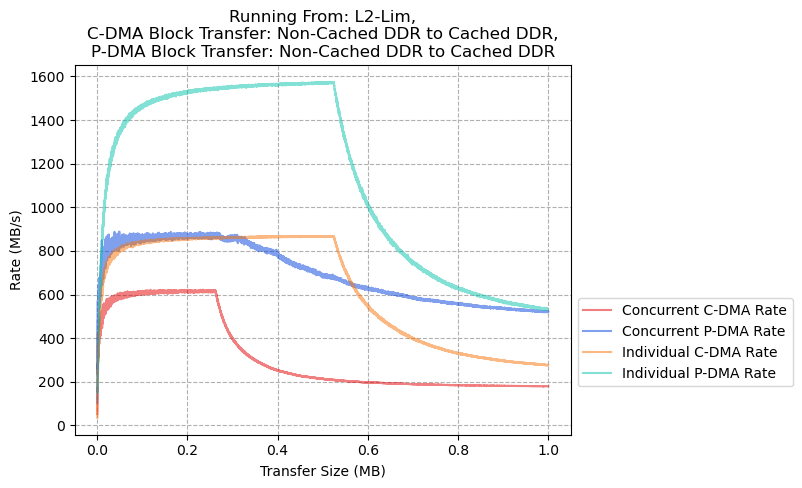 Running From: L2-Lim,
C-DMA Block Transfer: Non-Cached DDR to Cached DDR,
P-DMA Block Transfer: Non-Cached DDR to Cached DDR
Rate (MB/s)
1600
1400
1200
1000
800
600
400
200
0
0.0 0.2 0.4 0.6 0.8 1.0
Transfer Size (MB)
Concurrent C-DMA Rate
Concurrent P-DMA Rate
Individual C-DMA Rate
Individual P-DMA Rate